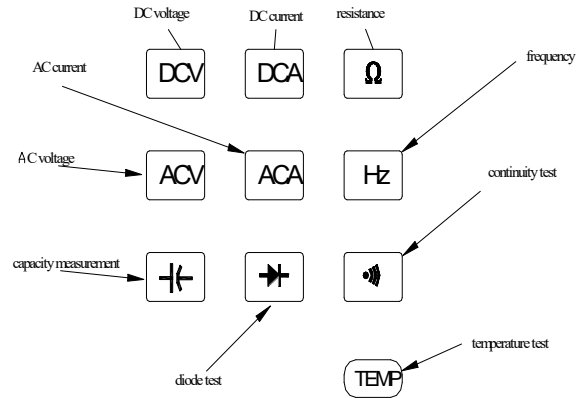 DC voltage
DC current
resistance
DCV
DCA
Ω
AC current
frequency
AC voltage
ACV
ACA
Hz
continuity test
capacity measurement
diode test
temperature test
TEMP